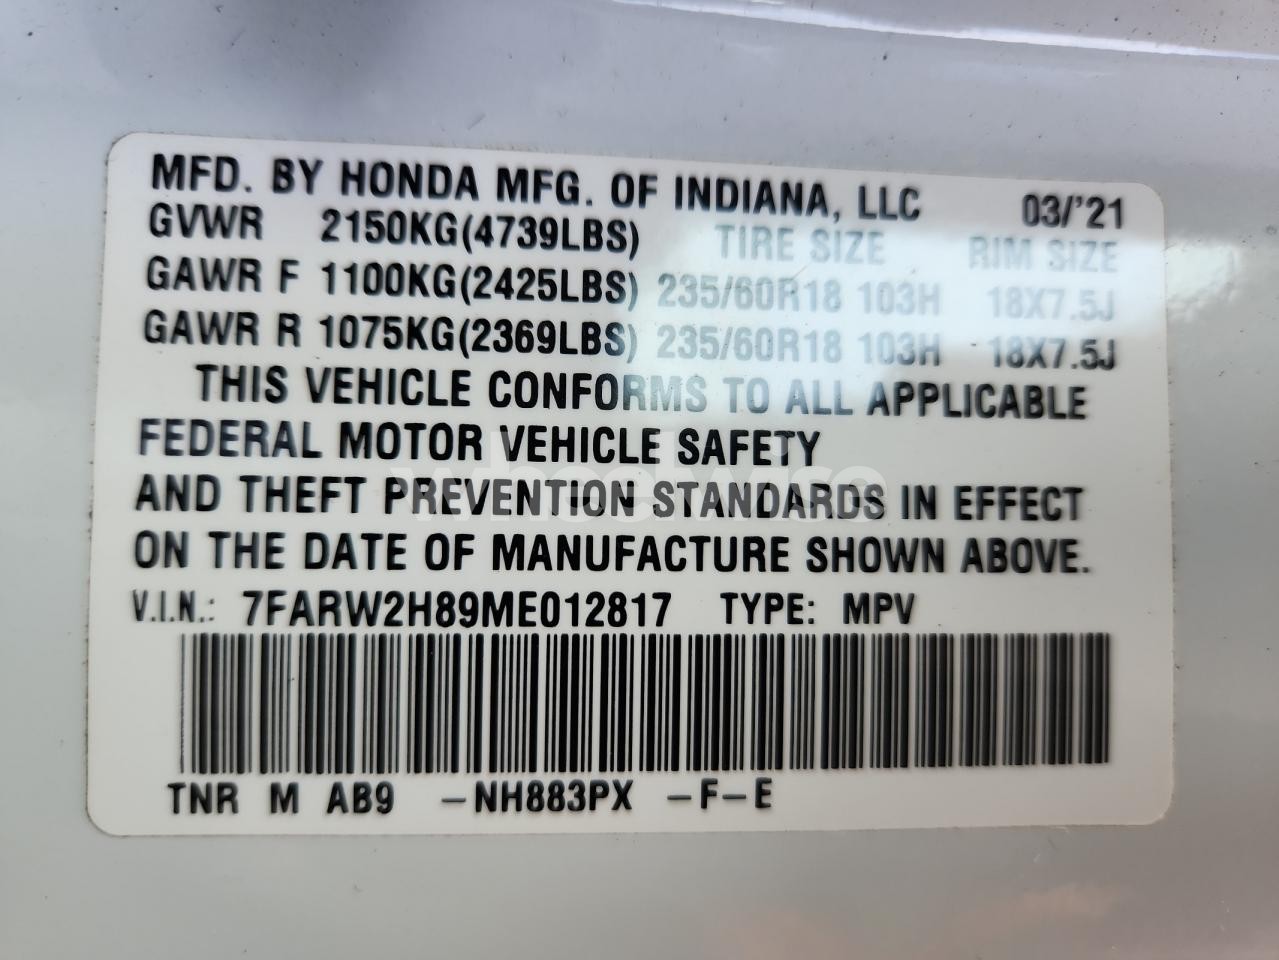 MFD. BY HONDA MFG. OF INDIANA, LLC 03/'21
GVWR 2150KG(4739LBS) TIRE SIZE RIM SIZE
GAWR F 1100KG(2425LBS) 235/60R18 103H 18X7.5J
GAWR R 1075KG(2369LBS) 235/60R18 103H 18X7.5J
THIS VEHICLE CONFORMS TO ALL APPLICABLE
FEDERAL MOTOR VEHICLE SAFETY
AND THEFT PREVENTION STANDARDS IN EFFECT
ON THE DATE OF MANUFACTURE SHOWN ABOVE.
V.I.N.: 7FARW2H89ME012817 TYPE: MPV
TNR M AB9 -NH883PX -F-E
wheelwise